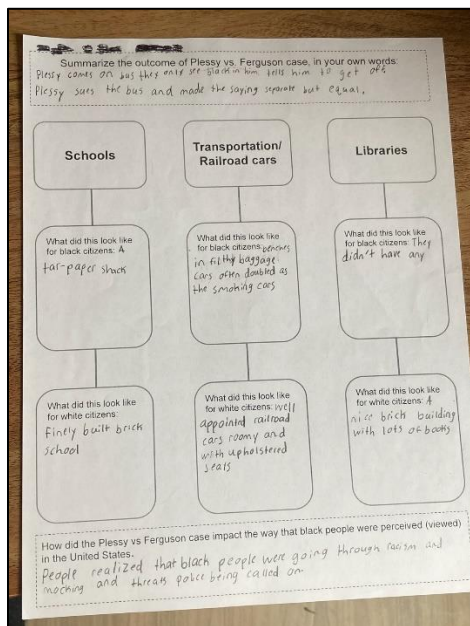 Summarize the outcome of Plessy vs. Ferguson case, in your own words:
Plessy comes on bus they only see black in him tells him to get off
Plessy sues the bus and made the saying separate but equal.
Schools
Transportation/
Railroad cars
Libraries
What did this look like
for black citizens: A
tar-paper shack
What did this look like
for black citizens: benches
in filthy baggage
cars often doubled as
the smoking cars
What did this look like
for black citizens: They
didn't have any
What did this look like
for white citizens:
Finely built brick
school
What did this look like
for white citizens: well
appointed railroad
cars roomy and
with upholstered
seats
What did this look like
for white citizens: A
nice brick building
with lots of books
How did the Plessy vs Ferguson case impact the way that black people were perceived (viewed)
in the United States.
People realized that black people were going through racism and
moching and threats police being called on